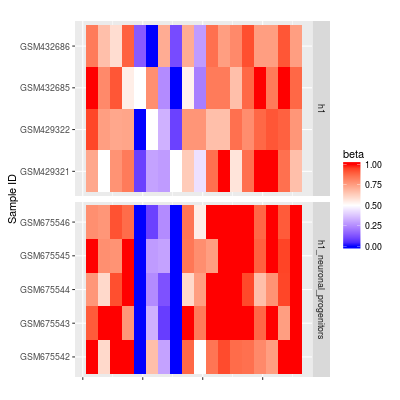 Sample ID
GSM432686
GSM432685
GSM429322
GSM429321
h1
GSM675546
GSM675545
GSM675544
GSM675543
GSM675542
h1_neuronal_progenitors
beta
1.00
0.75
0.50
0.25
0.00